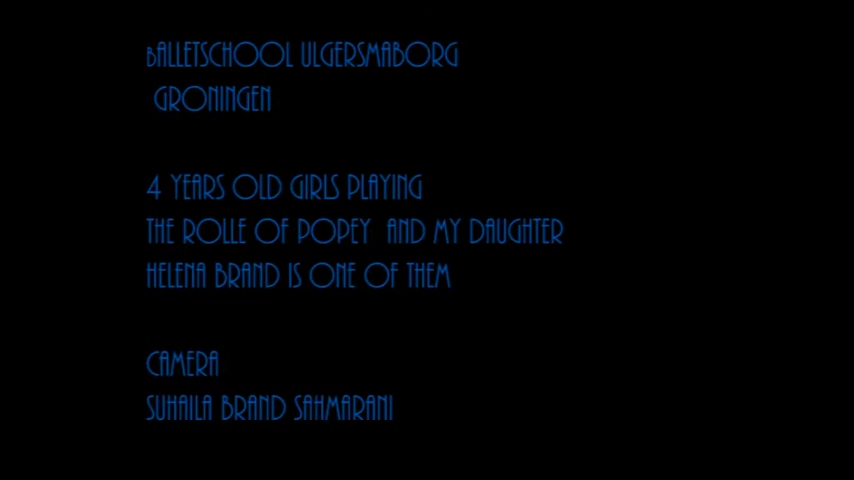 BALLETSCHOOL ULGERSMABORG
GRONINGEN
4 YEARS OLD GIRLS PLAYING
THE ROLLE OF POPEY AND MY DAUGHTER
HELENA BRAND IS ONE OF THEM
CAMERA
SUHAILA BRAND SAHMARANI